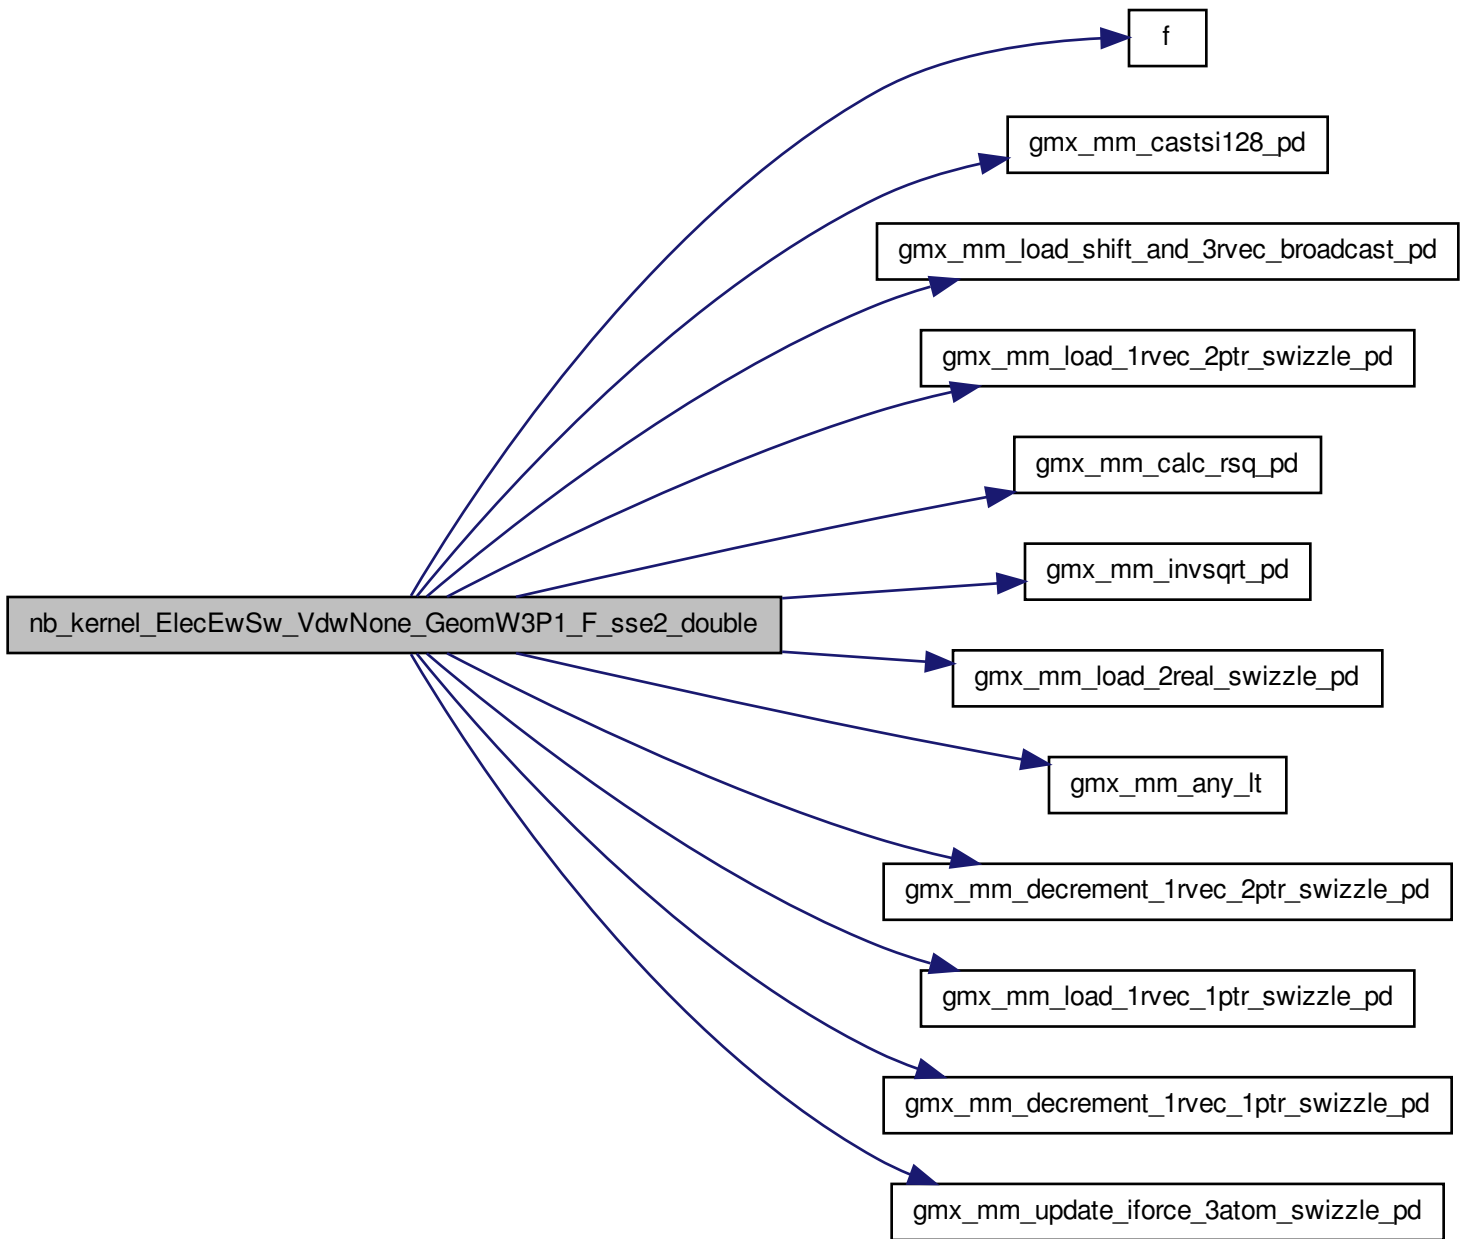 f
gmx_mm_castsi128_pd
gmx_mm_load_shift_and_3rvec_broadcast_pd
gmx_mm_load_1rvec_2ptr_swizzle_pd
gmx_mm_calc_rsq_pd
gmx_mm_invsqrt_pd
nb_kernel_ElecEwSw_VdwNone_GeomW3P1_F_sse2_double
gmx_mm_load_2real_swizzle_pd
gmx_mm_any_lt
gmx_mm_decrement_1rvec_2ptr_swizzle_pd
gmx_mm_load_1rvec_1ptr_swizzle_pd
gmx_mm_decrement_1rvec_1ptr_swizzle_pd
gmx_mm_update_iforce_3atom_swizzle_pd